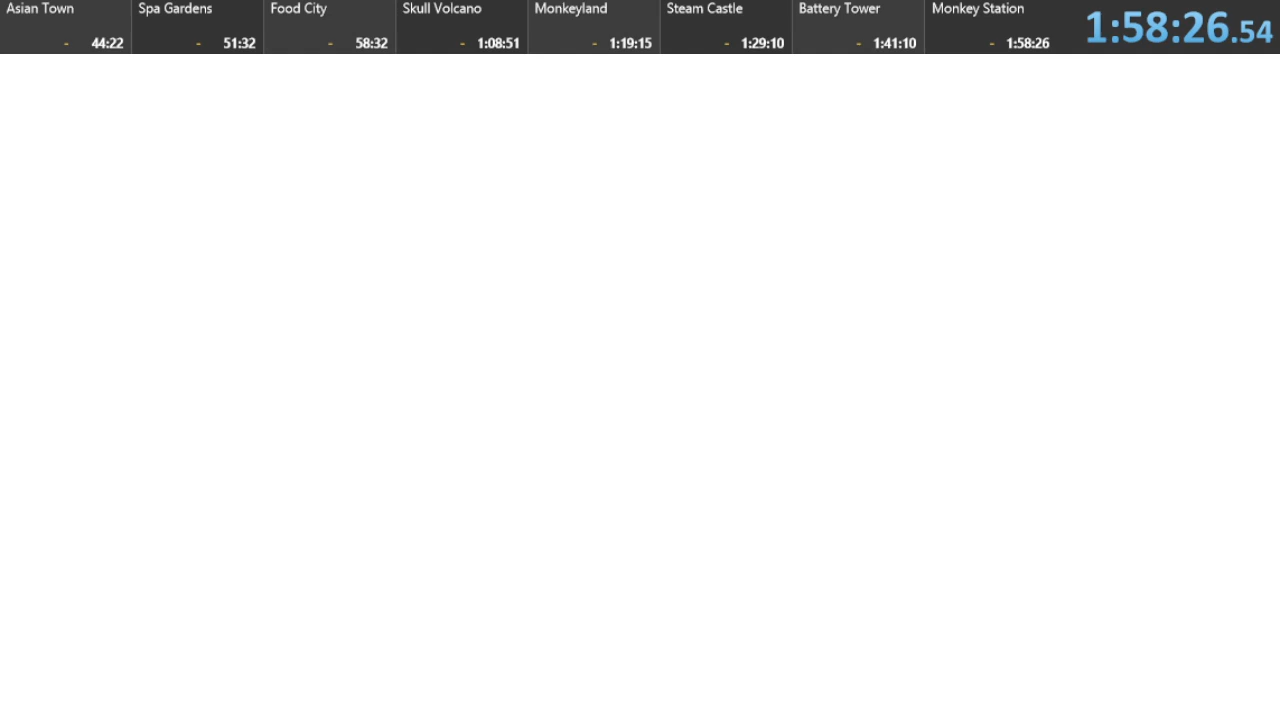 Asian Town
- 44:22
Spa Gardens
- 51:32
Food City
- 58:32
Skull Volcano
- 1:08:51
Monkeyland
- 1:19:15
Steam Castle
- 1:29:10
Battery Tower
- 1:41:10
Monkey Station
- 1:58:26
1:58:26.54